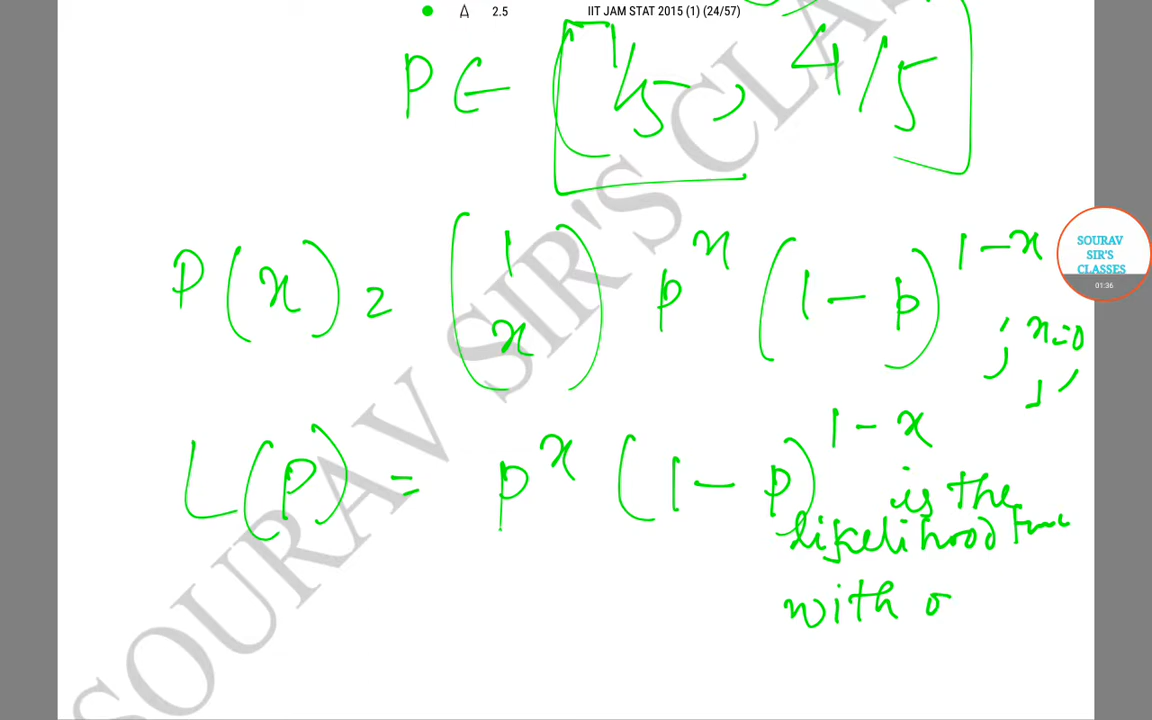 A 2.5 IIT JAM STAT 2015 (1) (24/57)
P ∈ [1/5, 4/5]
P(x) = (1 x) p^x (1-p)^{1-x} ; x=0, 1
L(p) = p^x (1-p)^{1-x} is the
likelihood func
with o
SOURAV
SIR'S
CLASSES
01:36
SOURAV SIR'S CLA